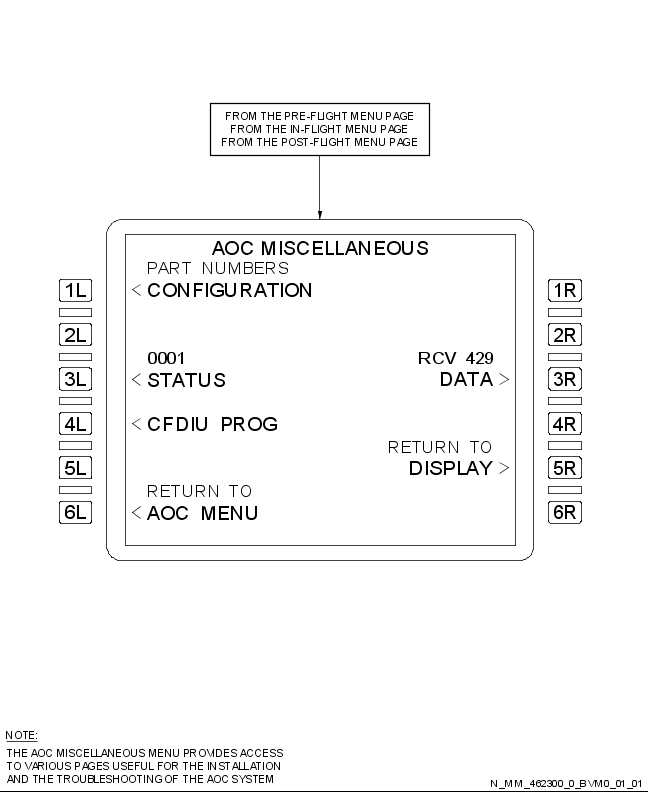 FROM THE PRE-FLIGHT MENU PAGE
FROM THE IN-FLIGHT MENU PAGE
FROM THE POST-FLIGHT MENU PAGE
AOC MISCELLANEOUS
PART NUMBERS
1L < CONFIGURATION 1R
2L 2R
0001 RCV 429
3L < STATUS DATA > 3R
4L < CFDIU PROG 4R
RETURN TO
5L DISPLAY > 5R
RETURN TO
6L < AOC MENU 6R
NOTE:
THE AOC MISCELLANEOUS MENU PROVIDES ACCESS
TO VARIOUS PAGES USEFUL FOR THE INSTALLATION
AND THE TROUBLESHOOTING OF THE AOC SYSTEM
N_MM_462300_0_BVM0_01_01